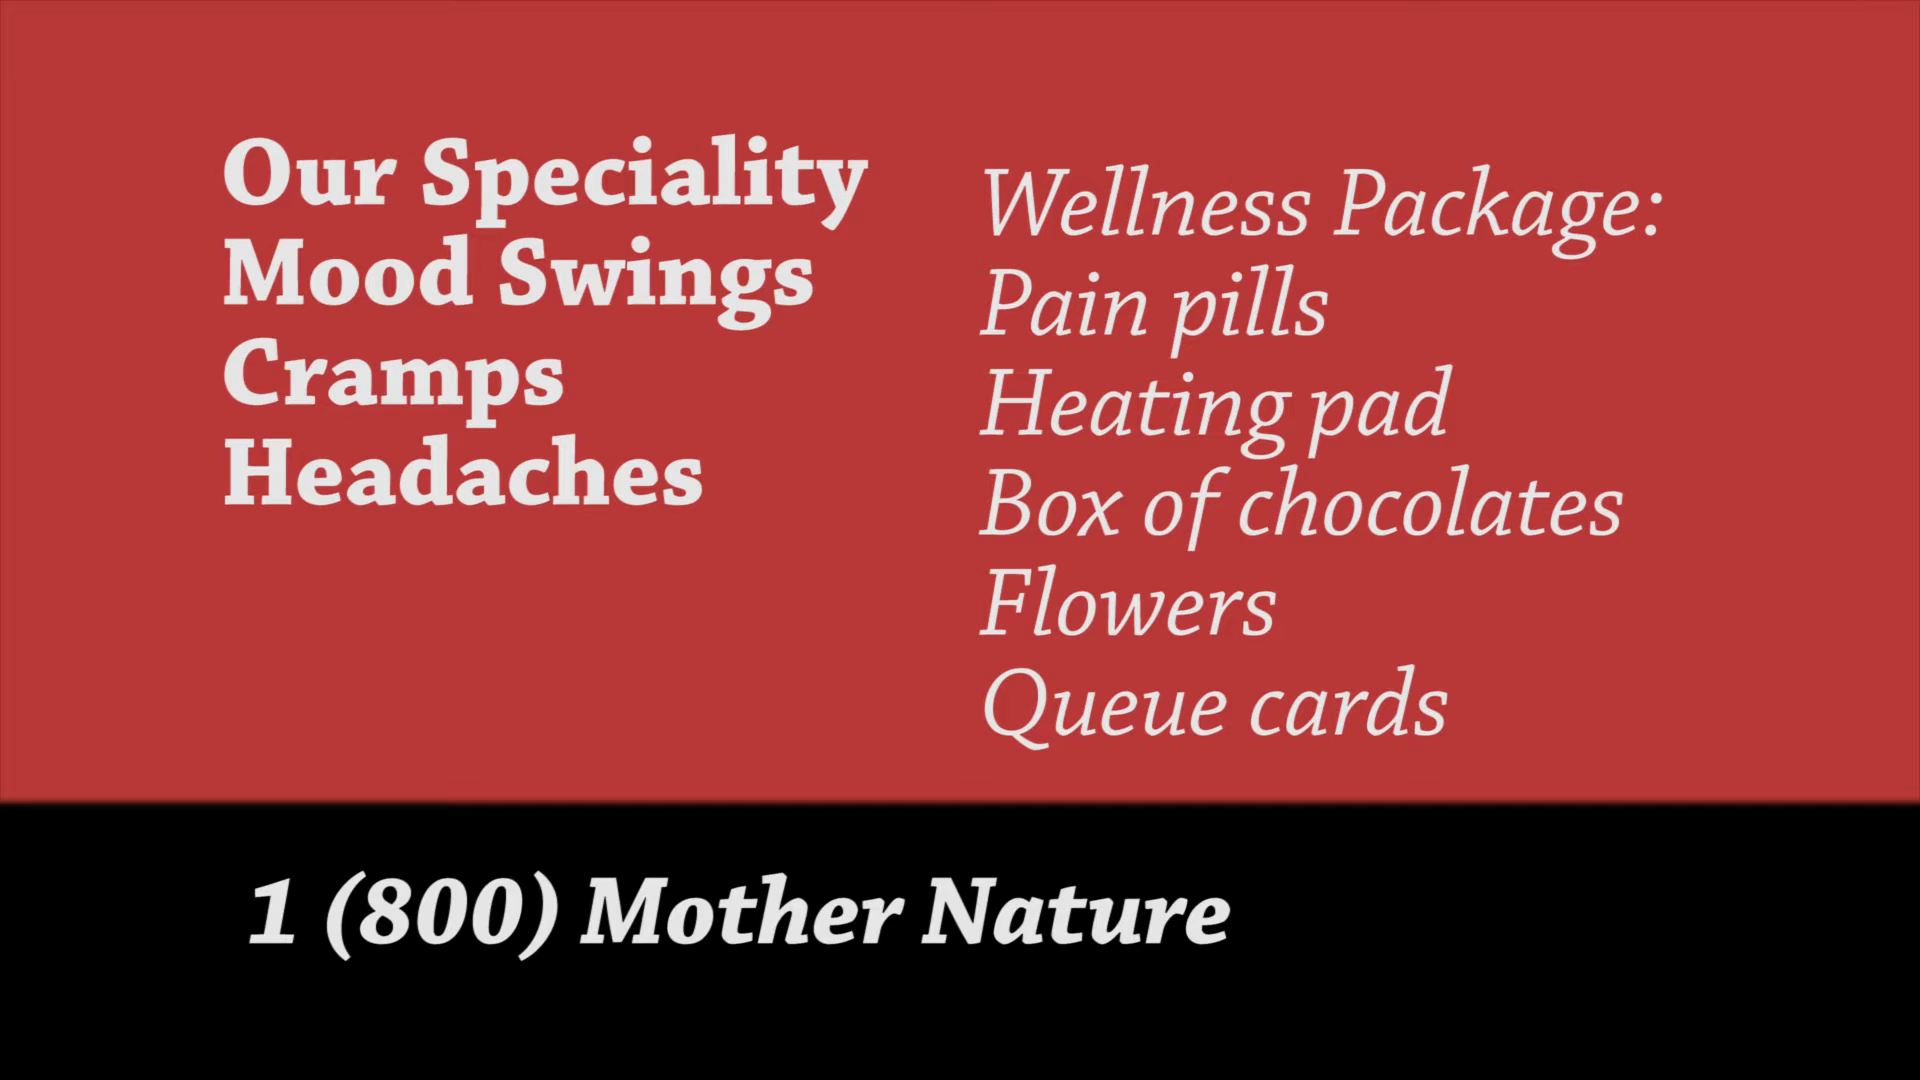 Our Speciality
Mood Swings
Cramps
Headaches
Wellness Package:
Pain pills
Heating pad
Box of chocolates
Flowers
Queue cards
1 (800) Mother Nature